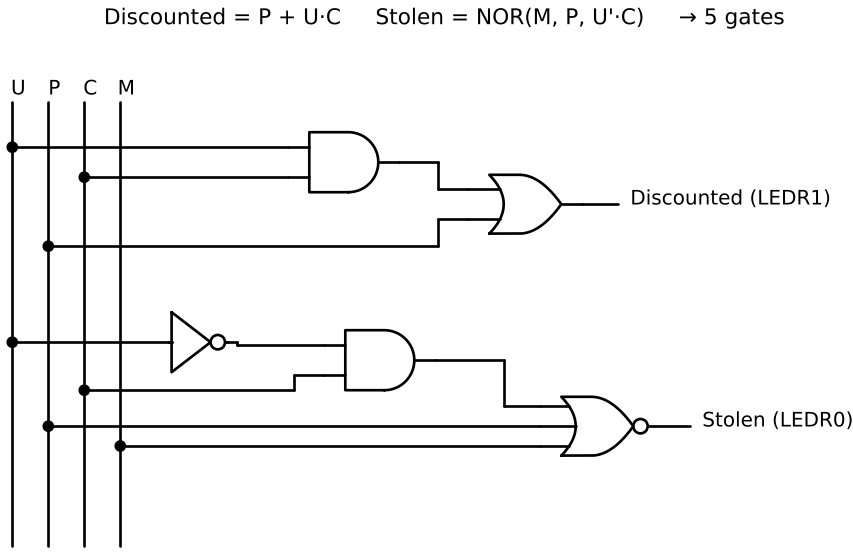 Discounted = P + U·C     Stolen = NOR(M, P, U'·C)     → 5 gates
U P C M
Discounted (LEDR1)
Stolen (LEDR0)